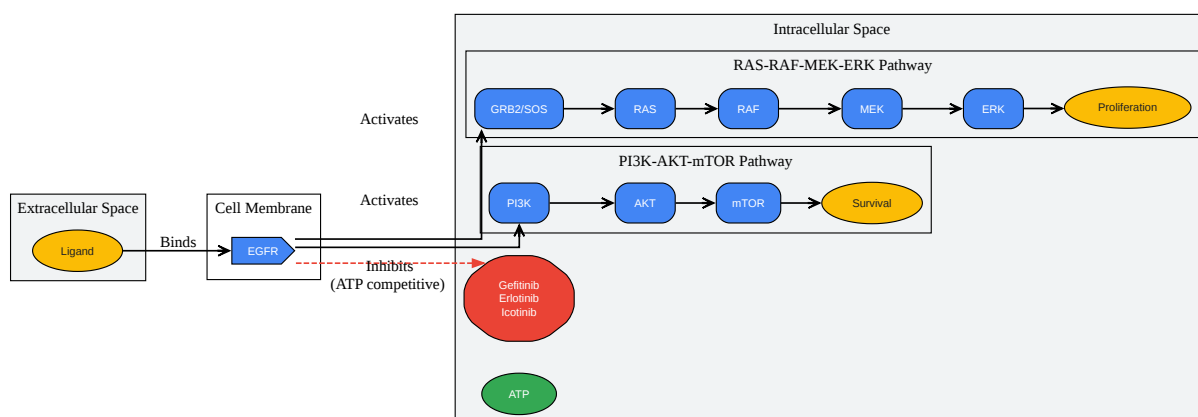 Intracellular Space
RAS-RAF-MEK-ERK Pathway
GRB2/SOS
RAS
RAF
MEK
ERK
Proliferation
Activates
PI3K-AKT-mTOR Pathway
PI3K
AKT
mTOR
Survival
Activates
Extracellular Space
Ligand
Binds
Cell Membrane
EGFR
Inhibits
(ATP competitive)
Gefitinib
Erlotinib
Icotinib
ATP